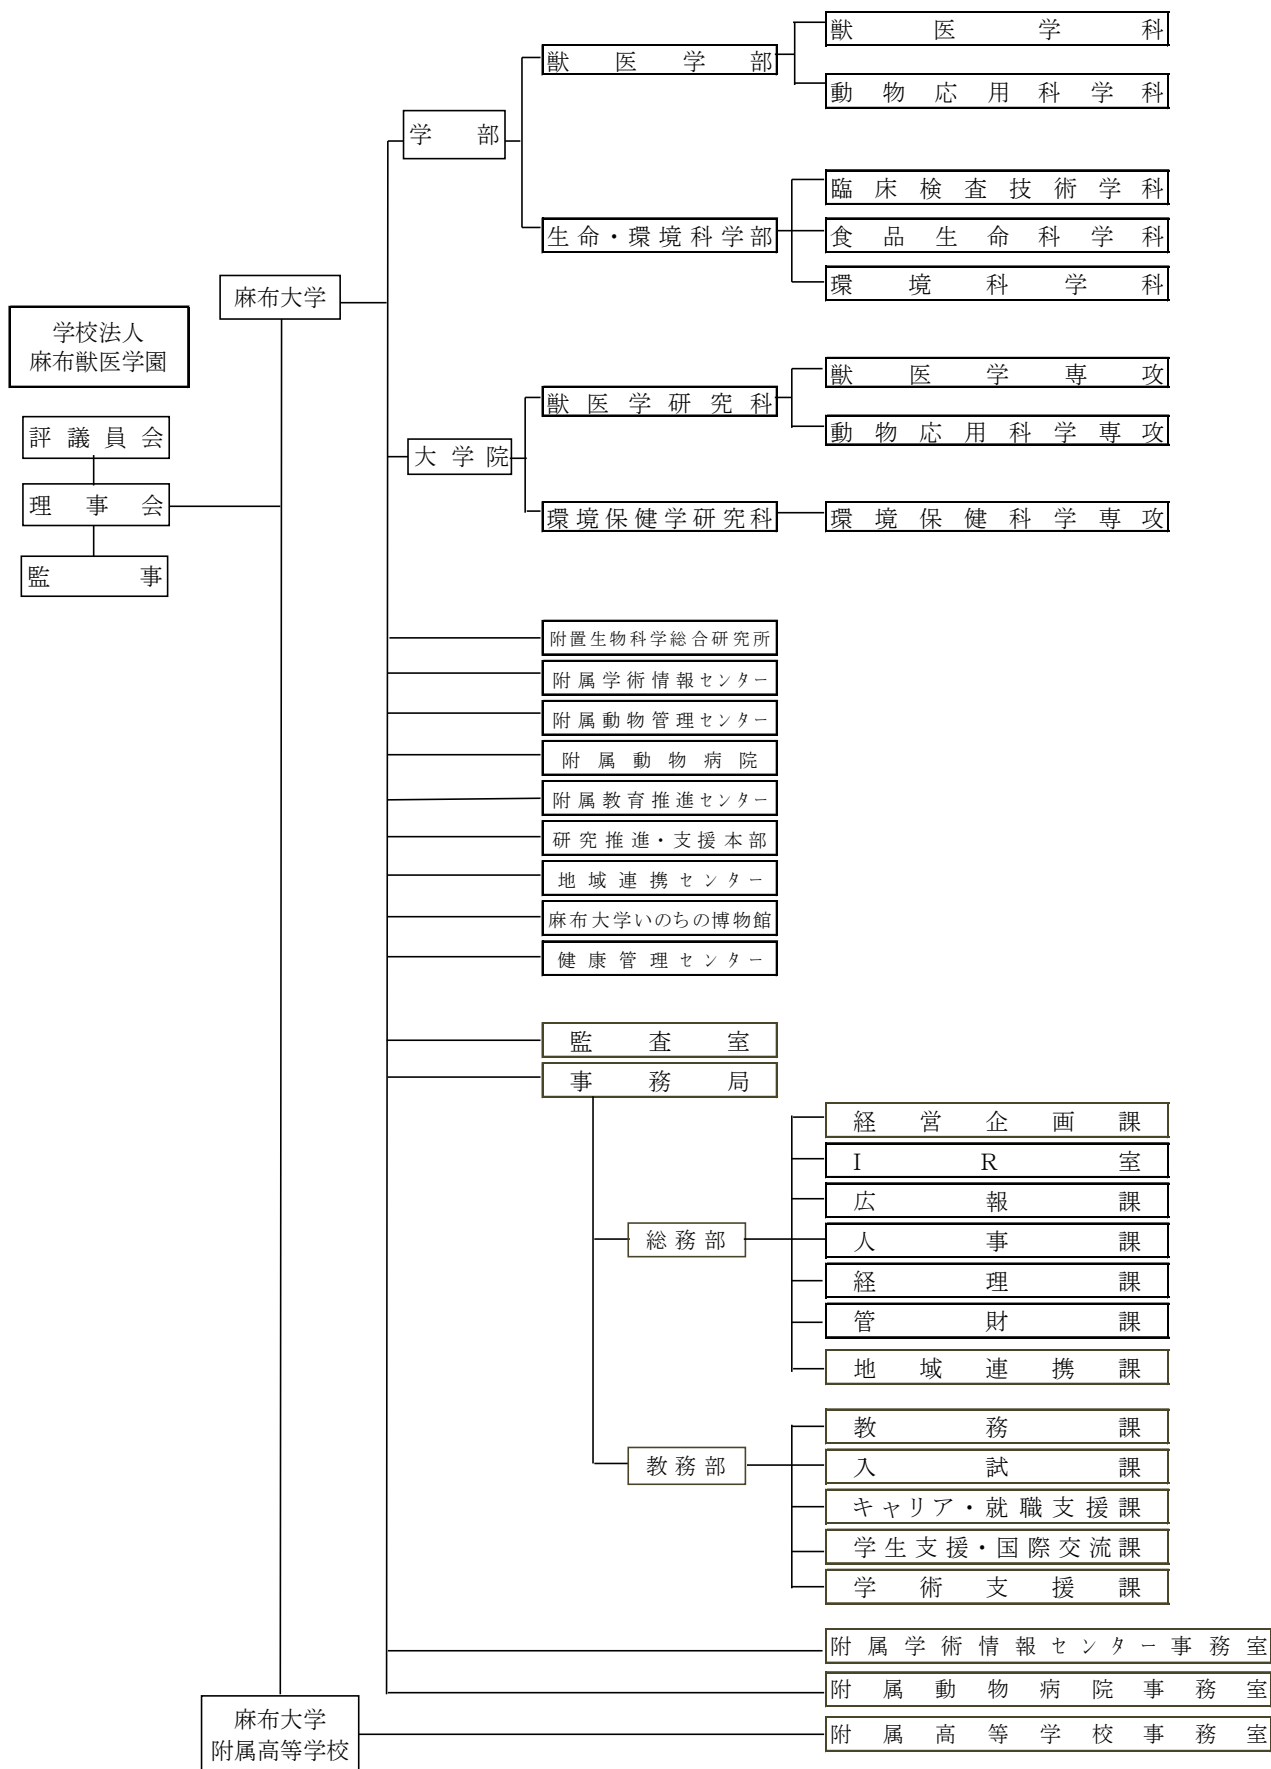 学校法人
麻布獣医学園
評議員会
理事会
監事
麻布大学
学部
獣医学部
獣医学科
動物応用科学科
生命・環境科学部
臨床検査技術学科
食品生命科学科
環境科学科
大学院
獣医学研究科
獣医学専攻
動物応用科学専攻
環境保健学研究科
環境保健科学専攻
附置生物科学総合研究所
附属学術情報センター
附属動物管理センター
附属動物病院
附属教育推進センター
研究推進・支援本部
地域連携センター
麻布大学いのちの博物館
健康管理センター
監査室
事務局
総務部
経営企画課
IR室
広報課
人事課
経理課
管財課
地域連携課
教務部
教務課
入試課
キャリア・就職支援課
学生支援・国際交流課
学術支援課
附属学術情報センター事務室
附属動物病院事務室
麻布大学
附属高等学校
附属高等学校事務室